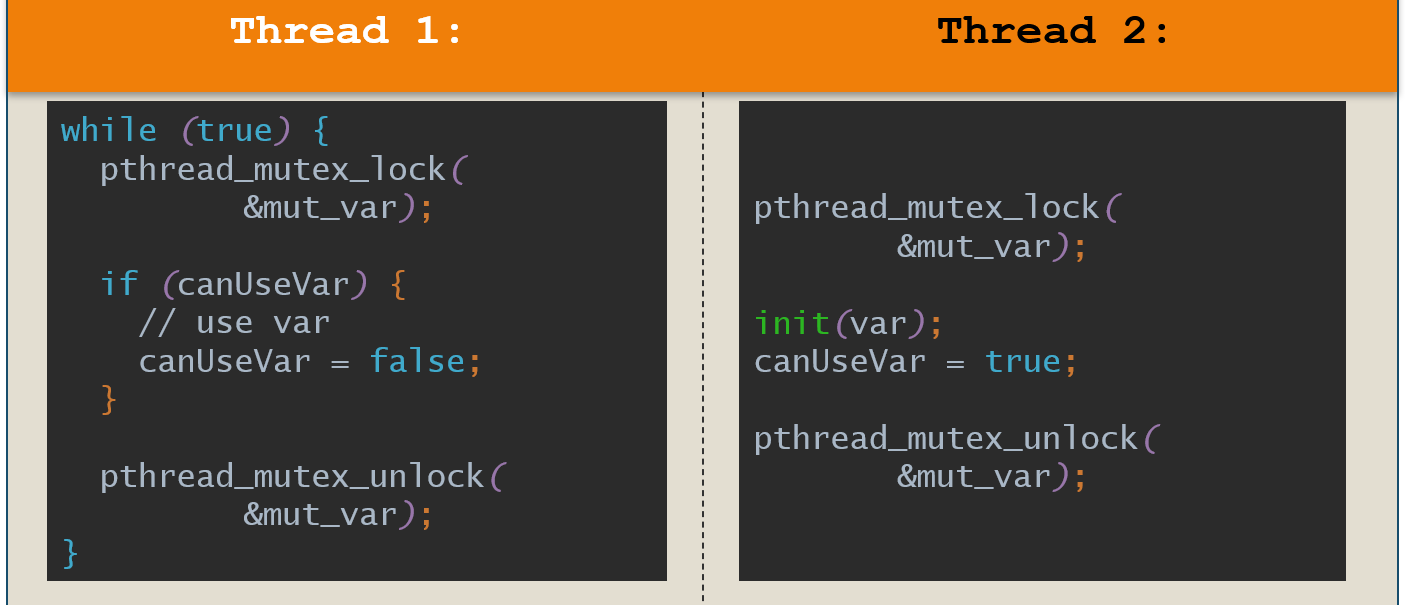 Thread 1:
while (true) {
  pthread_mutex_lock(
         &mut_var);
  if (canUseVar) {
    // use var
    canUseVar = false;
  }
  pthread_mutex_unlock(
         &mut_var);
}
Thread 2:
pthread_mutex_lock(
         &mut_var);
init(var);
canUseVar = true;
pthread_mutex_unlock(
         &mut_var);